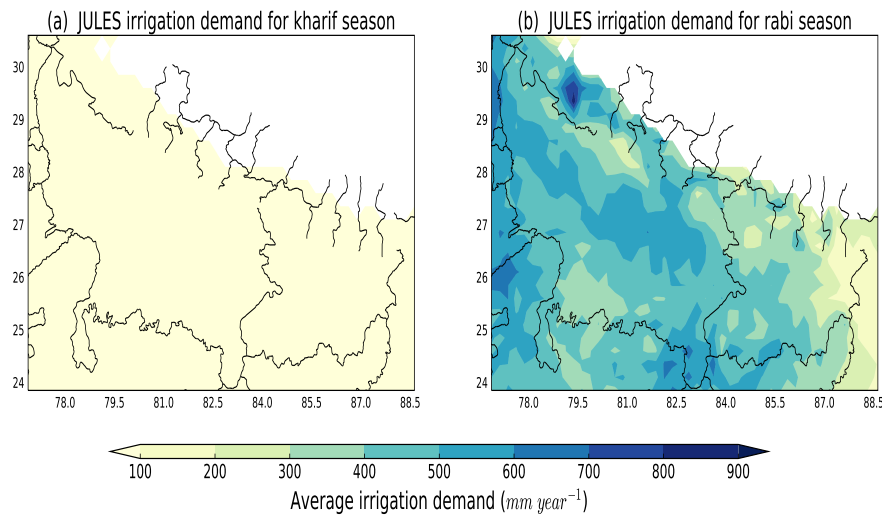 (a) JULES irrigation demand for kharif season
(b) JULES irrigation demand for rabi season
30
29
28
27
26
25
24
78.0 79.5 81.0 82.5 84.0 85.5 87.0 88.5
30
29
28
27
26
25
24
78.0 79.5 81.0 82.5 84.0 85.5 87.0 88.5
100 200 300 400 500 600 700 800 900
Average irrigation demand (mm year⁻¹)